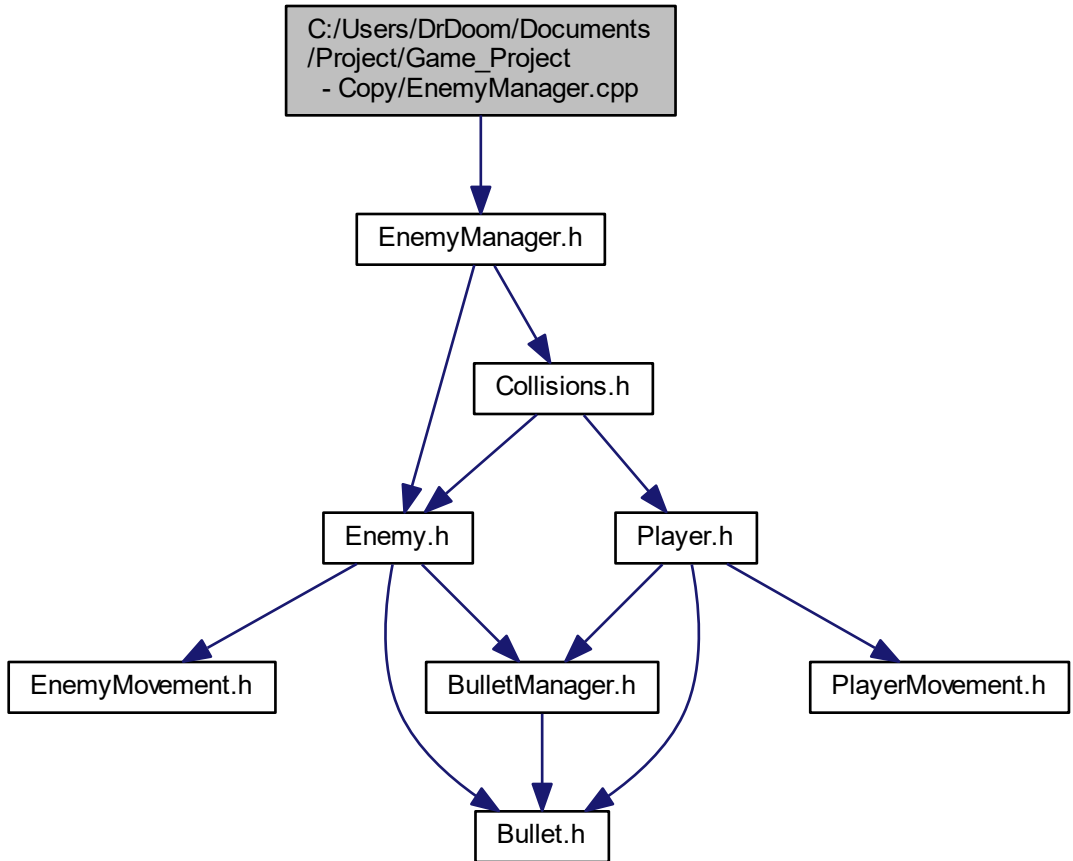 C:/Users/DrDoom/Documents
/Project/Game_Project
- Copy/EnemyManager.cpp
EnemyManager.h
Collisions.h
Enemy.h
Player.h
EnemyMovement.h
BulletManager.h
PlayerMovement.h
Bullet.h